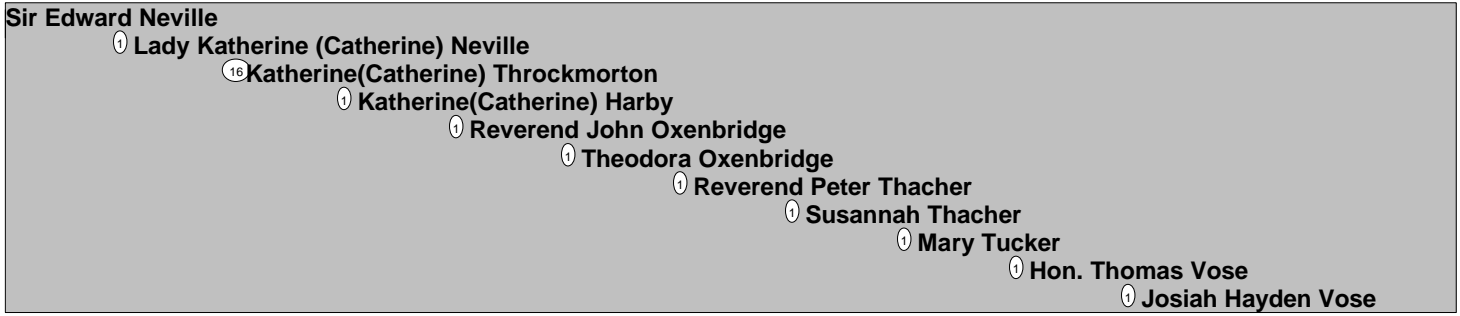 Sir Edward Neville
1 Lady Katherine (Catherine) Neville
16 Katherine(Catherine) Throckmorton
1 Katherine(Catherine) Harby
1 Reverend John Oxenbridge
1 Theodora Oxenbridge
1 Reverend Peter Thacher
1 Susannah Thacher
1 Mary Tucker
1 Hon. Thomas Vose
1 Josiah Hayden Vose